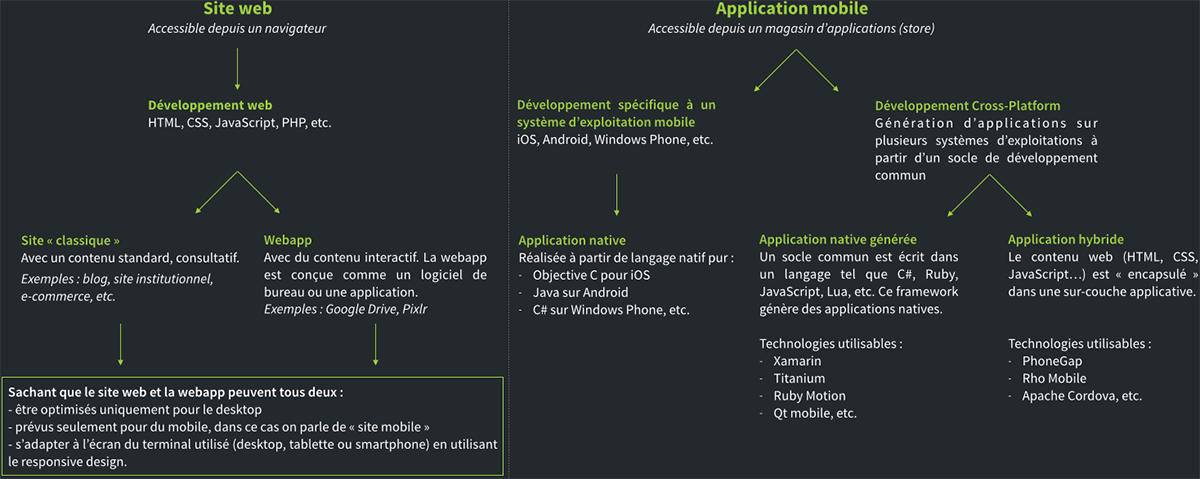 Site web
Accessible depuis un navigateur
Développement web
HTML, CSS, JavaScript, PHP, etc.
Site « classique »
Avec un contenu standard, consultatif.
Exemples : blog, site institutionnel,
e-commerce, etc.
Webapp
Avec du contenu interactif. La webapp
est conçue comme un logiciel de
bureau ou une application.
Exemples : Google Drive, Pixlr
Sachant que le site web et la webapp peuvent tous deux :
- être optimisés uniquement pour le desktop
- prévus seulement pour du mobile, dans ce cas on parle de « site mobile »
- s’adapter à l’écran du terminal utilisé (desktop, tablette ou smartphone) en utilisant
le responsive design.
Application mobile
Accessible depuis un magasin d’applications (store)
Développement spécifique à un
système d’exploitation mobile
iOS, Android, Windows Phone, etc.
Application native
Réalisée à partir de langage natif pur :
- Objective C pour iOS
- Java sur Android
- C# sur Windows Phone, etc.
Développement Cross-Platform
Génération d’applications sur
plusieurs systèmes d’exploitations à
partir d’un socle de développement
commun
Application native générée
Un socle commun est écrit dans
un langage tel que C#, Ruby,
JavaScript, Lua, etc. Ce framework
génère des applications natives.
Technologies utilisables :
- Xamarin
- Titanium
- Ruby Motion
- Qt mobile, etc.
Application hybride
Le contenu web (HTML, CSS,
JavaScript…) est « encapsulé »
dans une sur-couche applicative.
Technologies utilisables :
- PhoneGap
- Rho Mobile
- Apache Cordova, etc.